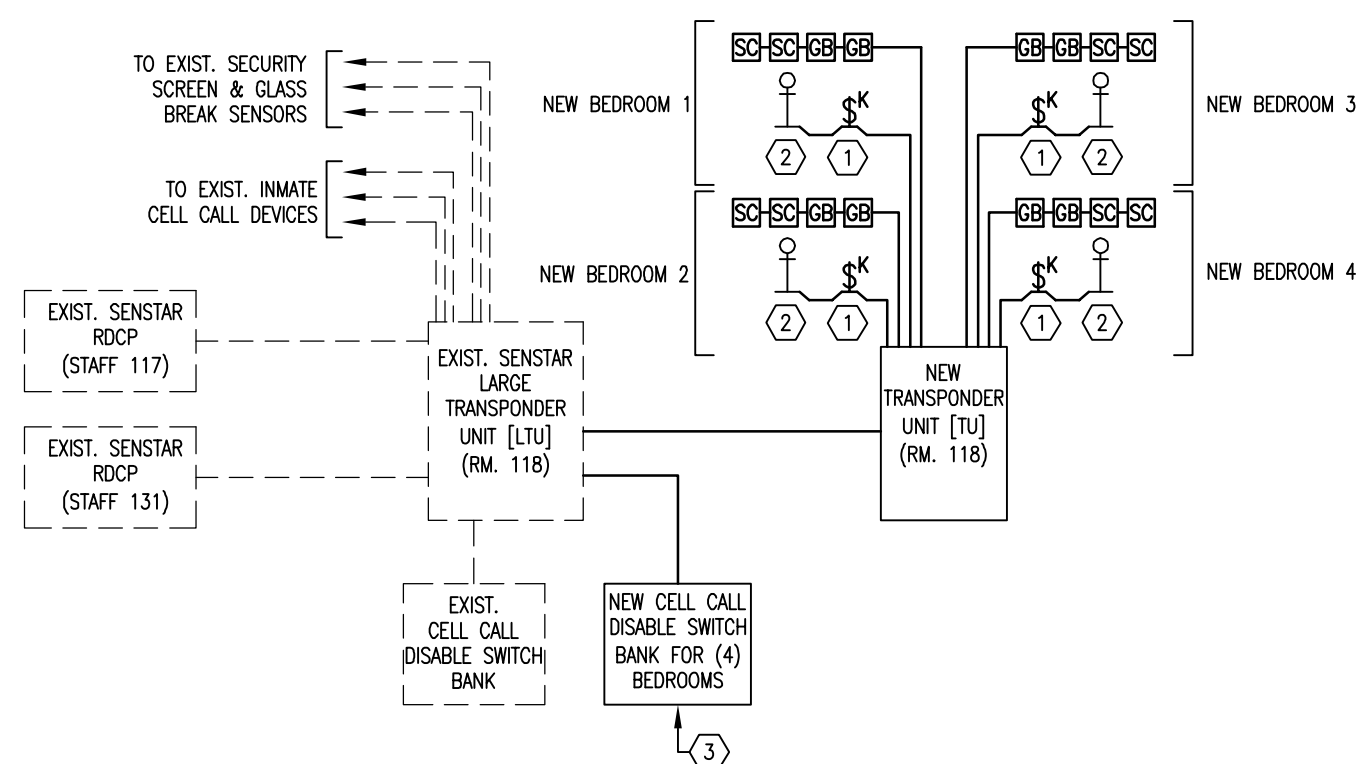 TO EXIST. SECURITY
SCREEN & GLASS
BREAK SENSORS
TO EXIST. INMATE
CELL CALL DEVICES
NEW BEDROOM 1
SC SC GB GB
$K
2 1
NEW BEDROOM 2
SC SC GB GB
$K
2 1
GB GB SC SC
$K
1 2
NEW BEDROOM 3
GB GB SC SC
$K
1 2
NEW BEDROOM 4
EXIST. SENSTAR
RDCP
(STAFF 117)
EXIST. SENSTAR
RDCP
(STAFF 131)
EXIST. SENSTAR
LARGE
TRANSPONDER
UNIT [LTU]
(RM. 118)
NEW
TRANSPONDER
UNIT [TU]
(RM. 118)
EXIST.
CELL CALL
DISABLE SWITCH
BANK
NEW CELL CALL
DISABLE SWITCH
BANK FOR (4)
BEDROOMS
3